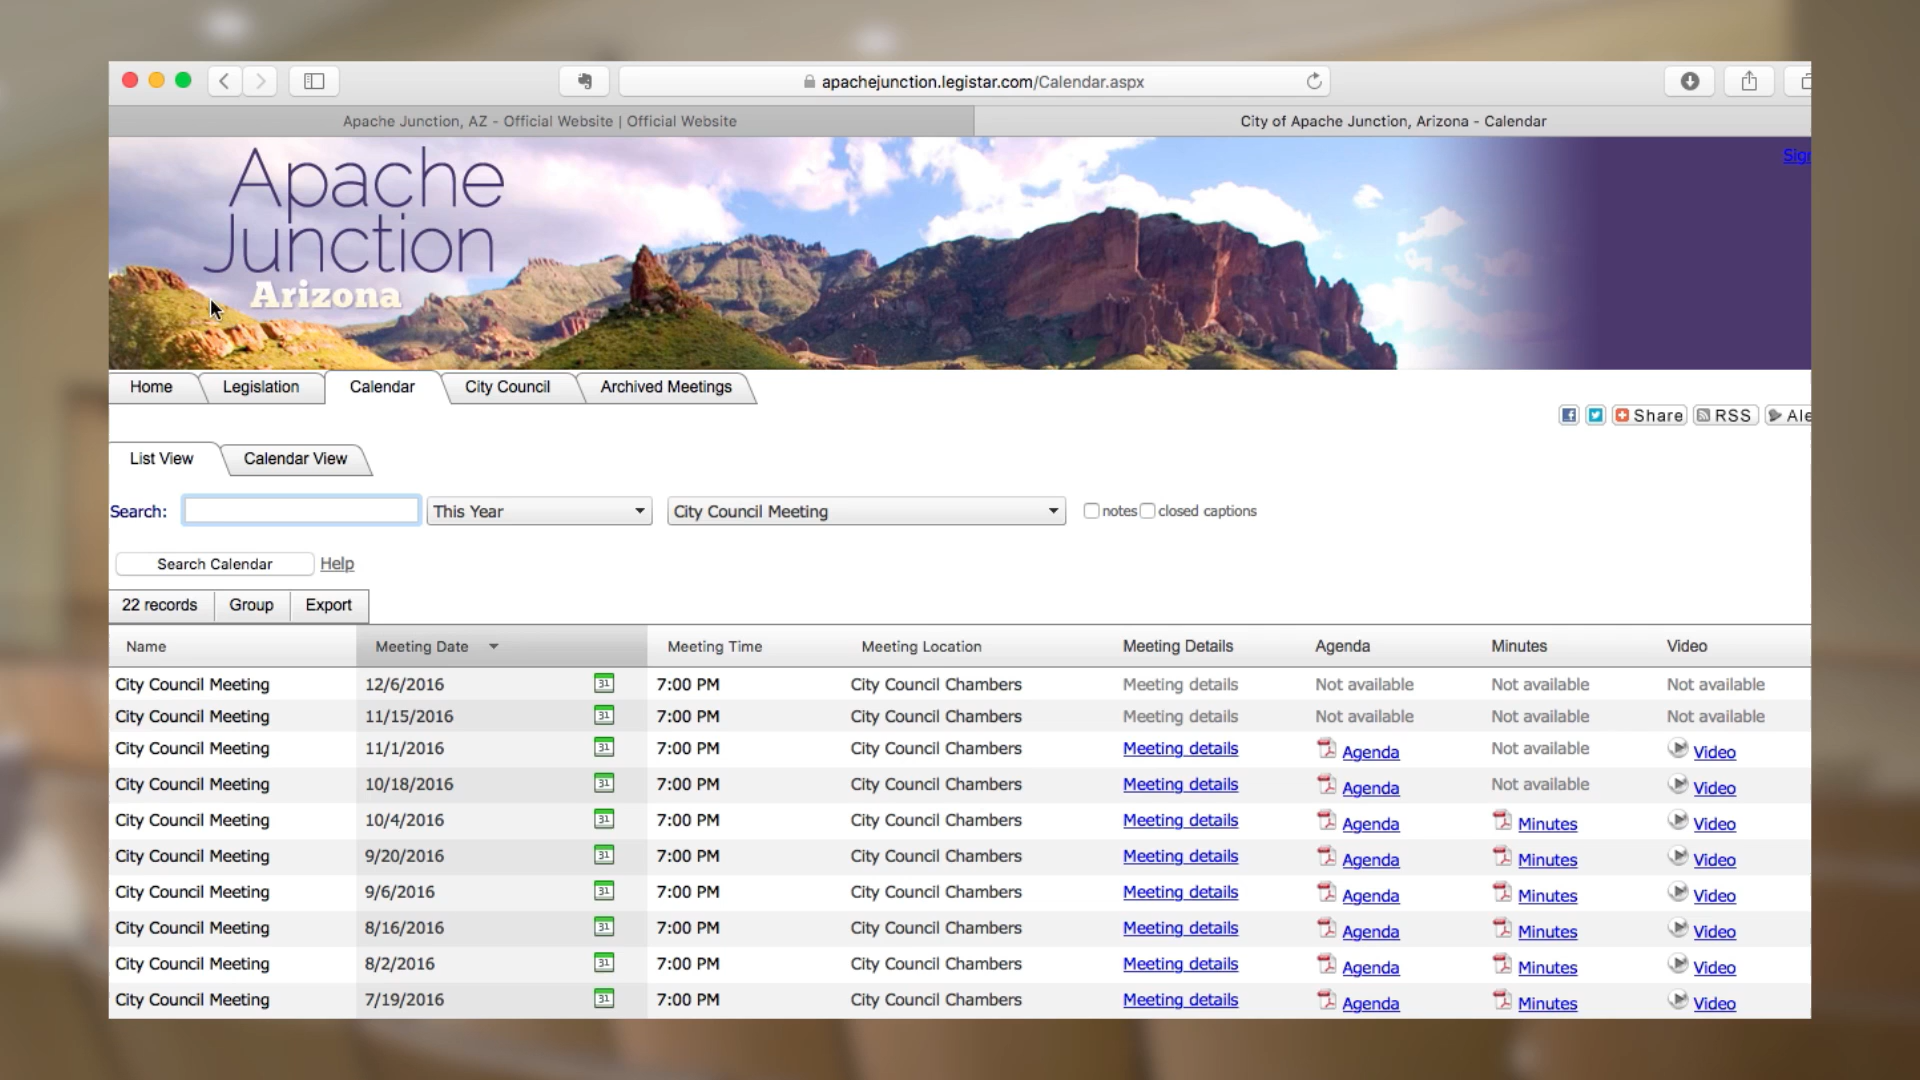 apachejunction.legistar.com/Calendar.aspx
Apache Junction, AZ - Official Website | Official Website
City of Apache Junction, Arizona - Calendar
Apache
Junction
Arizona
Home Legislation Calendar City Council Archived Meetings
Share RSS
List View Calendar View
Search: This Year City Council Meeting notes closed captions
Search Calendar Help
22 records Group Export
Name Meeting Date Meeting Time Meeting Location Meeting Details Agenda Minutes Video
City Council Meeting 12/6/2016 31 7:00 PM City Council Chambers Meeting details Not available Not available Not available
City Council Meeting 11/15/2016 31 7:00 PM City Council Chambers Meeting details Not available Not available Not available
City Council Meeting 11/1/2016 31 7:00 PM City Council Chambers Meeting details Agenda Not available Video
City Council Meeting 10/18/2016 31 7:00 PM City Council Chambers Meeting details Agenda Not available Video
City Council Meeting 10/4/2016 31 7:00 PM City Council Chambers Meeting details Agenda Minutes Video
City Council Meeting 9/20/2016 31 7:00 PM City Council Chambers Meeting details Agenda Minutes Video
City Council Meeting 9/6/2016 31 7:00 PM City Council Chambers Meeting details Agenda Minutes Video
City Council Meeting 8/16/2016 31 7:00 PM City Council Chambers Meeting details Agenda Minutes Video
City Council Meeting 8/2/2016 31 7:00 PM City Council Chambers Meeting details Agenda Minutes Video
City Council Meeting 7/19/2016 31 7:00 PM City Council Chambers Meeting details Agenda Minutes Video